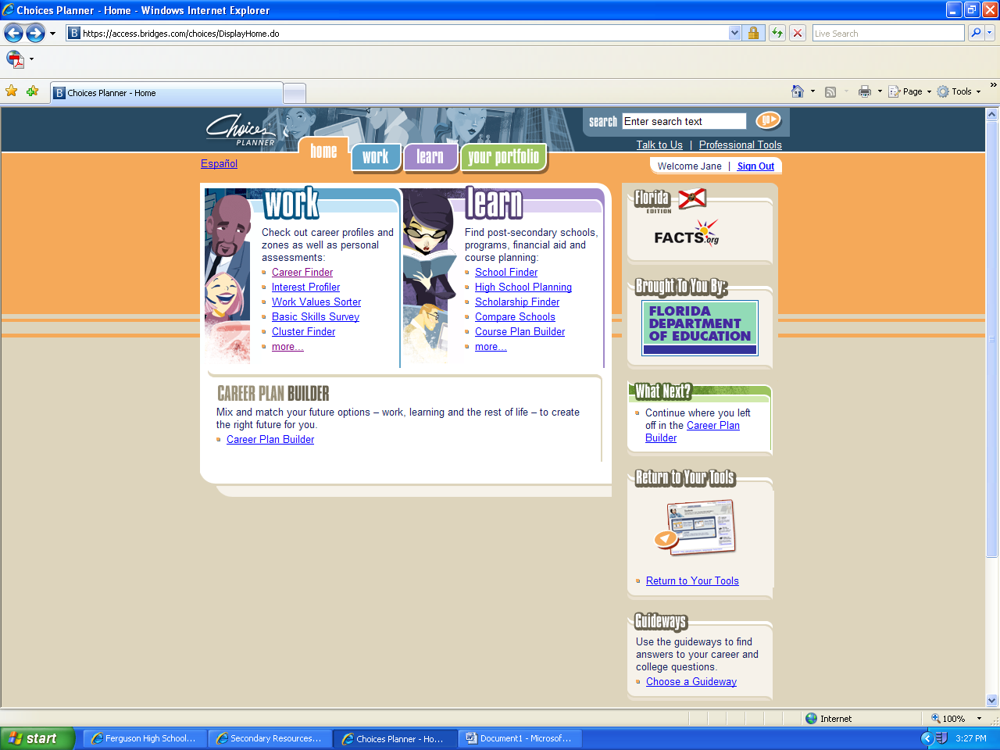 Choices Planner - Home - Windows Internet Explorer
B https://access.bridges.com/choices/DisplayHome.do
Live Search
B Choices Planner - Home
Page
Tools
Choices
PLANNER
search Enter search text go
Talk to Us | Professional Tools
home
work
learn
your portfolio
Español
Welcome Jane | Sign Out
work
Check out career profiles and
zones as well as personal
assessments:
Career Finder
Interest Profiler
Work Values Sorter
Basic Skills Survey
Cluster Finder
more...
learn
Find post-secondary schools,
programs, financial aid and
course planning:
School Finder
High School Planning
Scholarship Finder
Compare Schools
Course Plan Builder
more...
CAREER PLAN BUILDER
Mix and match your future options – work, learning and the rest of life – to create
the right future for you.
Career Plan Builder
Florida
EDITION
FACTS.org
Brought To You By:
FLORIDA
DEPARTMENT
OF EDUCATION
What Next?
Continue where you left
off in the Career Plan
Builder
Return to Your Tools
Return to Your Tools
Guideways
Use the guideways to find
answers to your career and
college questions.
Choose a Guideway
Internet
100%
start
Ferguson High School...
Secondary Resources...
Choices Planner - Ho...
Document1 - Microsof...
3:27 PM